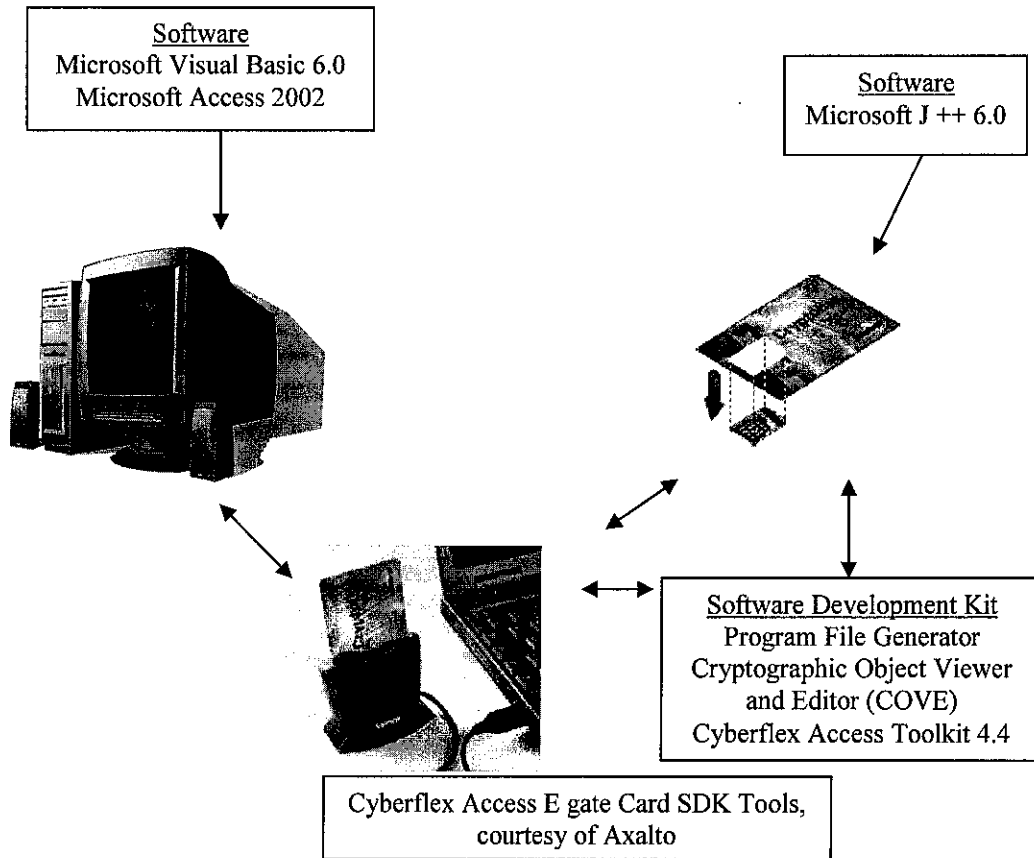 Software
Microsoft Visual Basic 6.0
Microsoft Access 2002
Software
Microsoft J ++ 6.0
Software Development Kit
Program File Generator
Cryptographic Object Viewer
and Editor (COVE)
Cyberflex Access Toolkit 4.4
Cyberflex Access E gate Card SDK Tools,
courtesy of Axalto